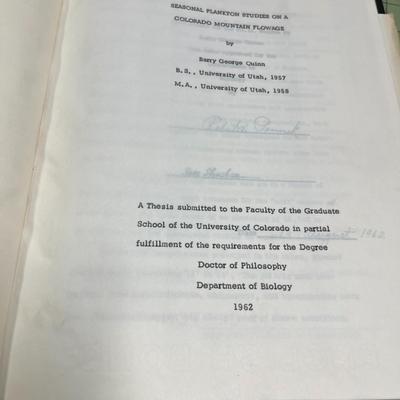 SEASONAL PLANKTON STUDIES ON A
COLORADO MOUNTAIN FLOWAGE
by
Barry George Quinn
B.S., University of Utah, 1957
M.A., University of Utah, 1958
A Thesis submitted to the Faculty of the Graduate
School of the University of Colorado in partial
fulfillment of the requirements for the Degree
August 1962
Doctor of Philosophy
Department of Biology
1962